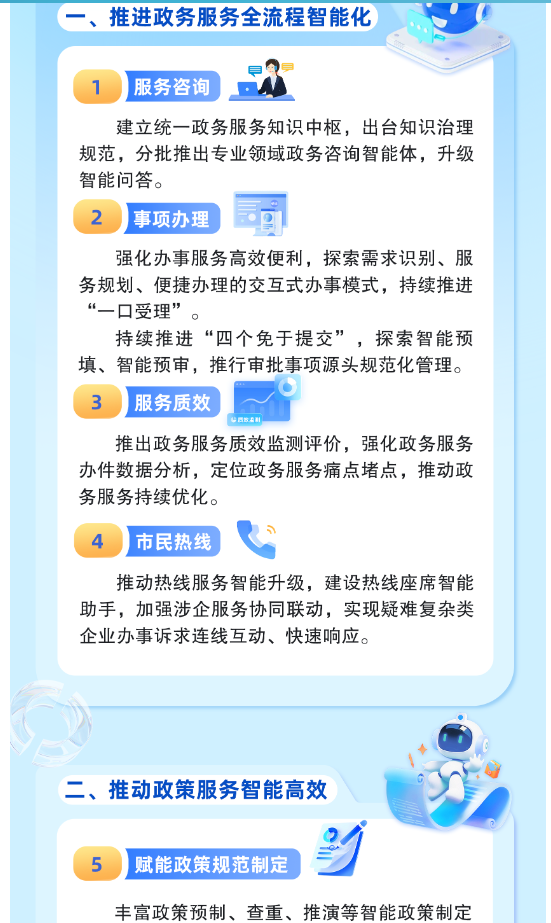 一、推进政务服务全流程智能化
1 服务咨询
建立统一政务服务知识中枢，出台知识治理
规范，分批推出专业领域政务咨询智能体，升级
智能问答。
2 事项办理
强化办事服务高效便利，探索需求识别、服
务规划、便捷办理的交互式办事模式，持续推进
“一口受理”。
持续推进“四个免于提交”，探索智能预
填、智能预审，推行审批事项源头规范化管理。
3 服务质效
推出政务服务质效监测评价，强化政务服务
办件数据分析，定位政务服务痛点堵点，推动政
务服务持续优化。
4 市民热线
推动热线服务智能升级，建设热线座席智能
助手，加强涉企服务协同联动，实现疑难复杂类
企业办事诉求连线互动、快速响应。
二、推动政策服务智能高效
5 赋能政策规范制定
丰富政策预制、查重、推演等智能政策制定